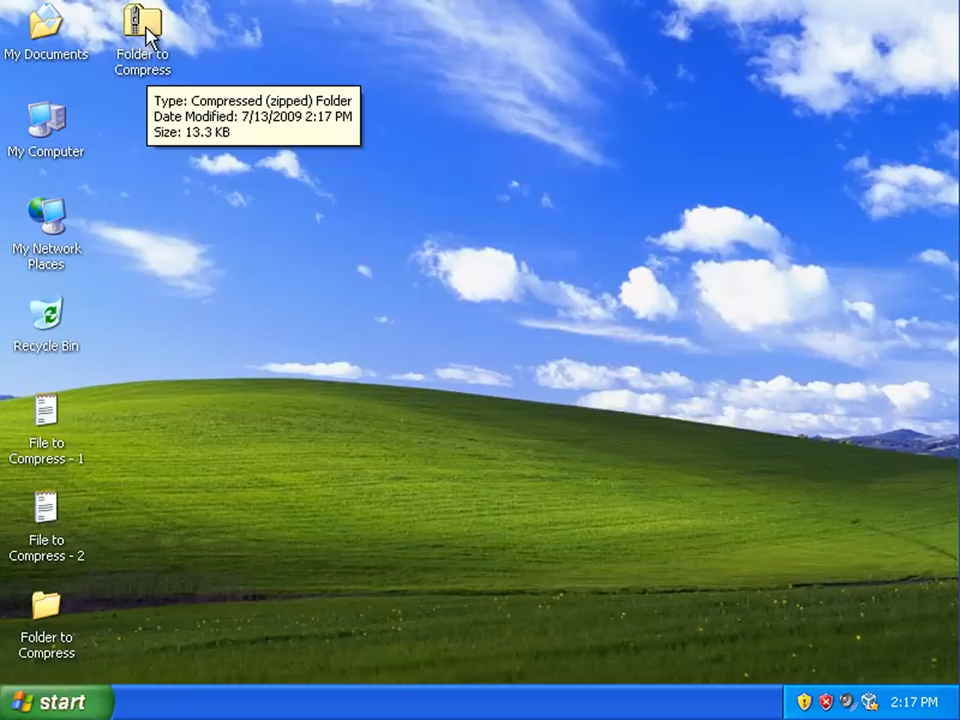 My Documents
Folder to
Compress
Type: Compressed (zipped) Folder
Date Modified: 7/13/2009 2:17 PM
Size: 13.3 KB
My Computer
My Network
Places
Recycle Bin
File to
Compress - 1
File to
Compress - 2
Folder to
Compress
start
2:17 PM